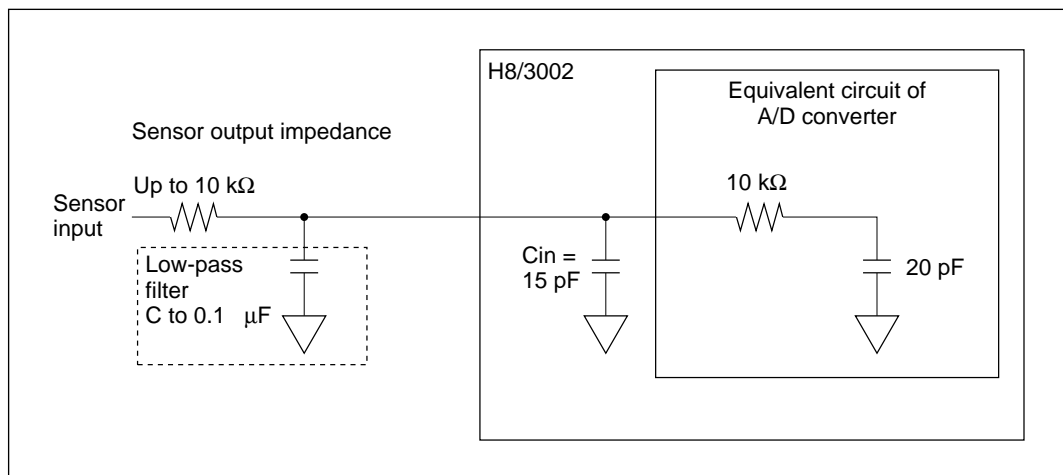 H8/3002
Equivalent circuit of
A/D converter
Sensor output impedance
Up to 10 kΩ
Sensor
input
10 kΩ
Low-pass
filter
C to 0.1 μF
Cin =
15 pF
20 pF